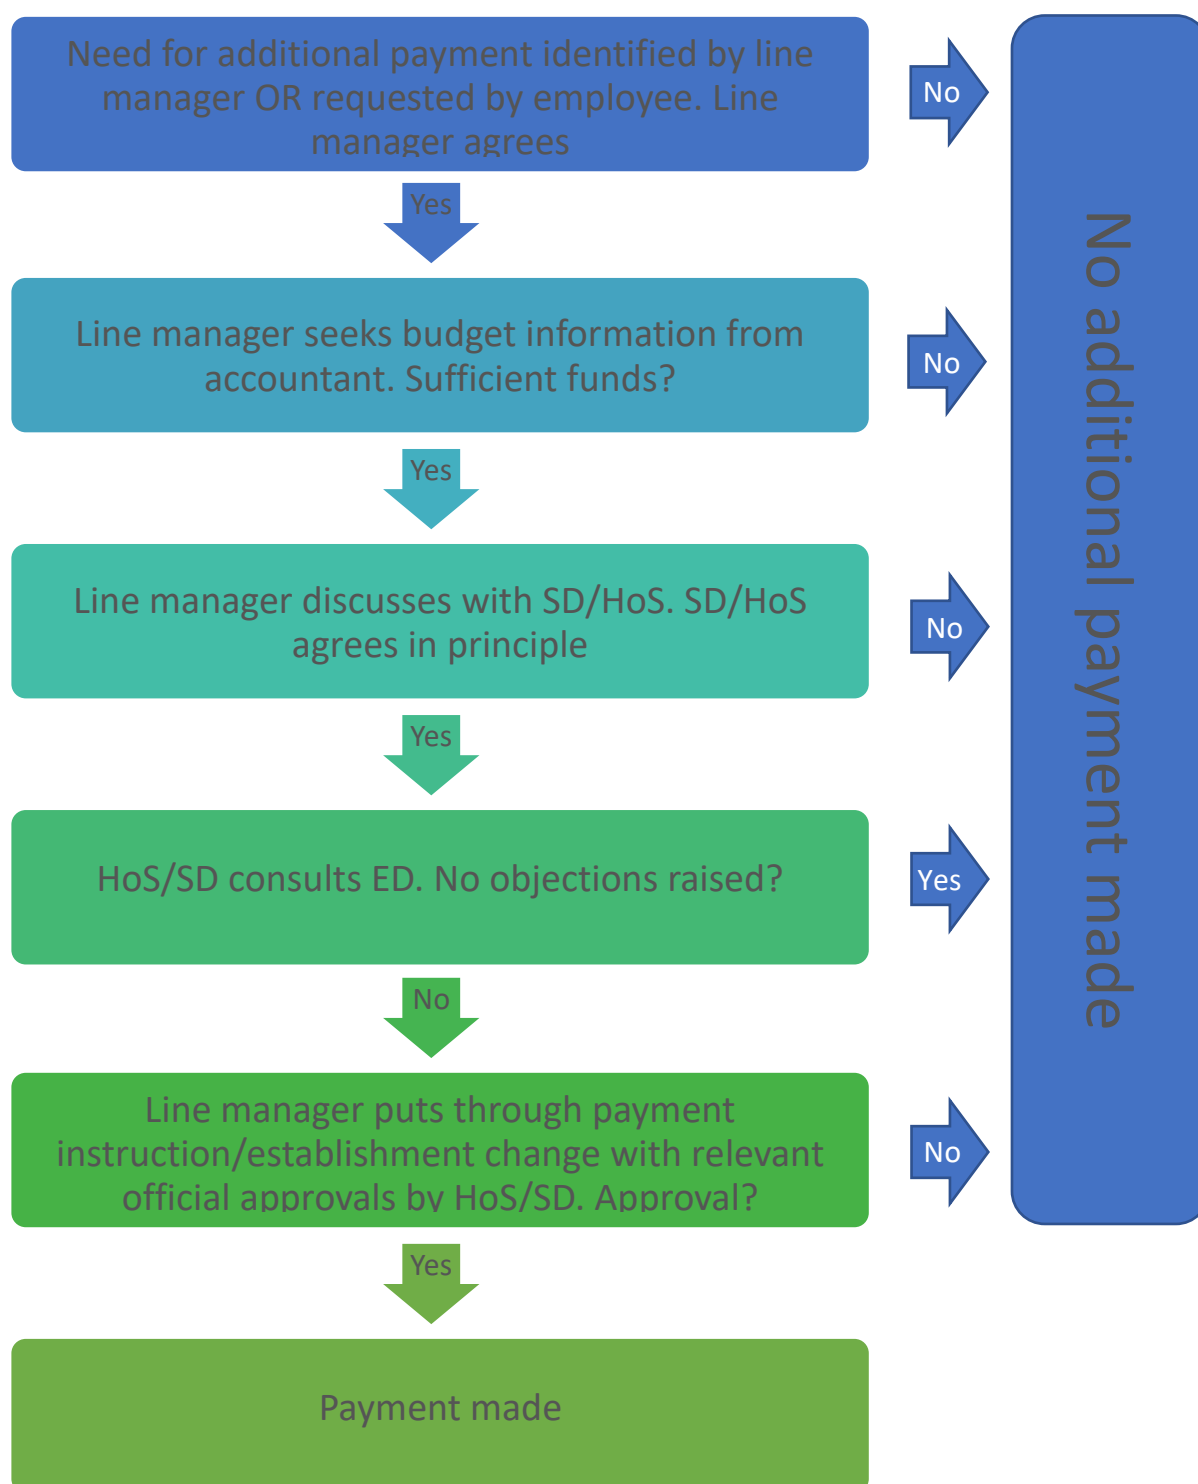 Need for additional payment identified by line
manager OR requested by employee. Line
manager agrees
No
Yes
Line manager seeks budget information from
accountant. Sufficient funds?
No
Yes
Line manager discusses with SD/HoS. SD/HoS
agrees in principle
No
Yes
HoS/SD consults ED. No objections raised?
Yes
No
Line manager puts through payment
instruction/establishment change with relevant
official approvals by HoS/SD. Approval?
No
Yes
Payment made
No additional payment made